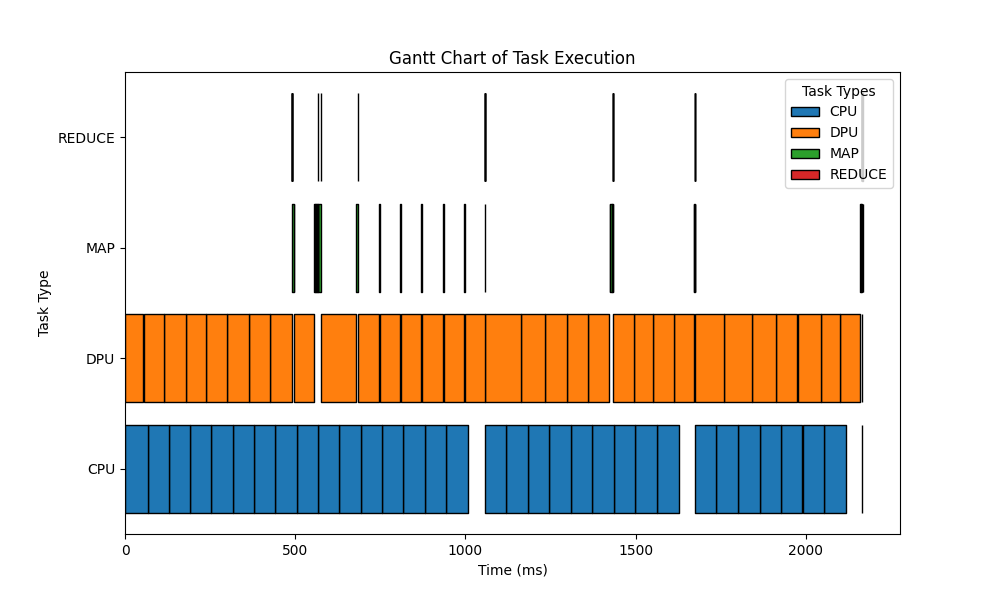 Gantt Chart of Task Execution
Task Types
CPU
DPU
MAP
REDUCE
REDUCE
MAP
DPU
CPU
Task Type
0 500 1000 1500 2000
Time (ms)